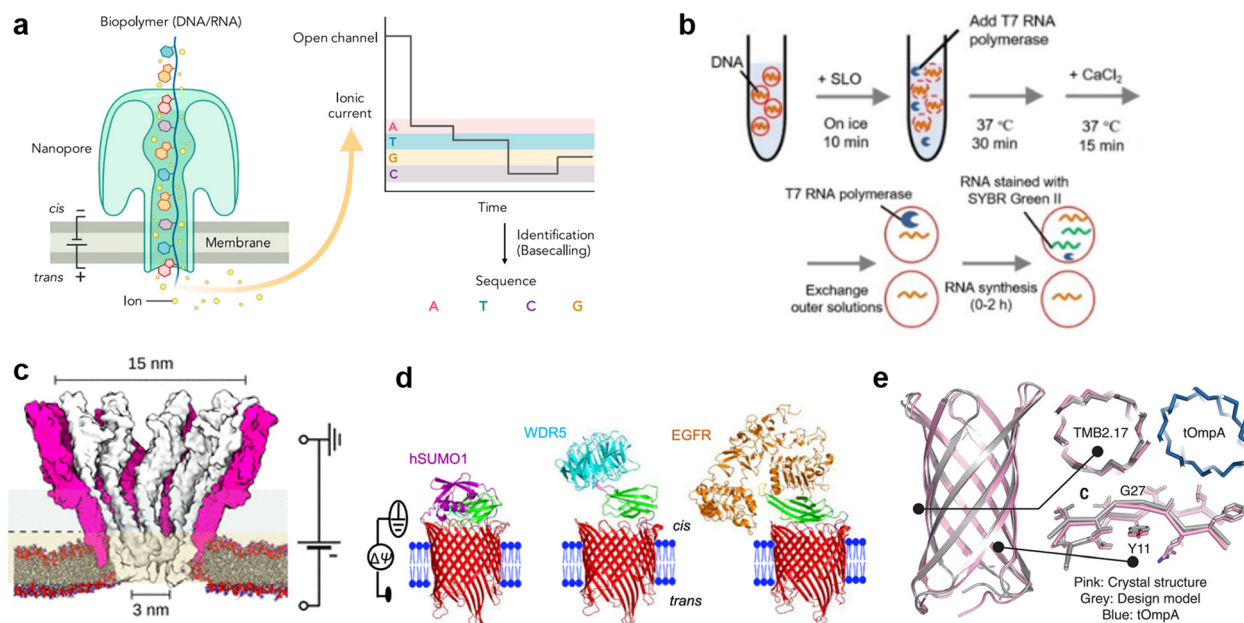 a
Biopolymer (DNA/RNA)
Nanopore
cis
−
Membrane
trans
+
Ion
Open channel
Ionic
current
A
T
G
C
Time
Identification
(Basecalling)
Sequence
A T C G
b
DNA
+ SLO
On ice
10 min
Add T7 RNA
polymerase
37 °C
30 min
+ CaCl₂
37 °C
15 min
T7 RNA polymerase
RNA stained with
SYBR Green II
Exchange
outer solutions
RNA synthesis
(0-2 h)
c
15 nm
3 nm
-
d
hSUMO1
WDR5
EGFR
ΔΨ
cis
trans
e
TMB2.17
tOmpA
c
G27
Y11
Pink: Crystal structure
Grey: Design model
Blue: tOmpA